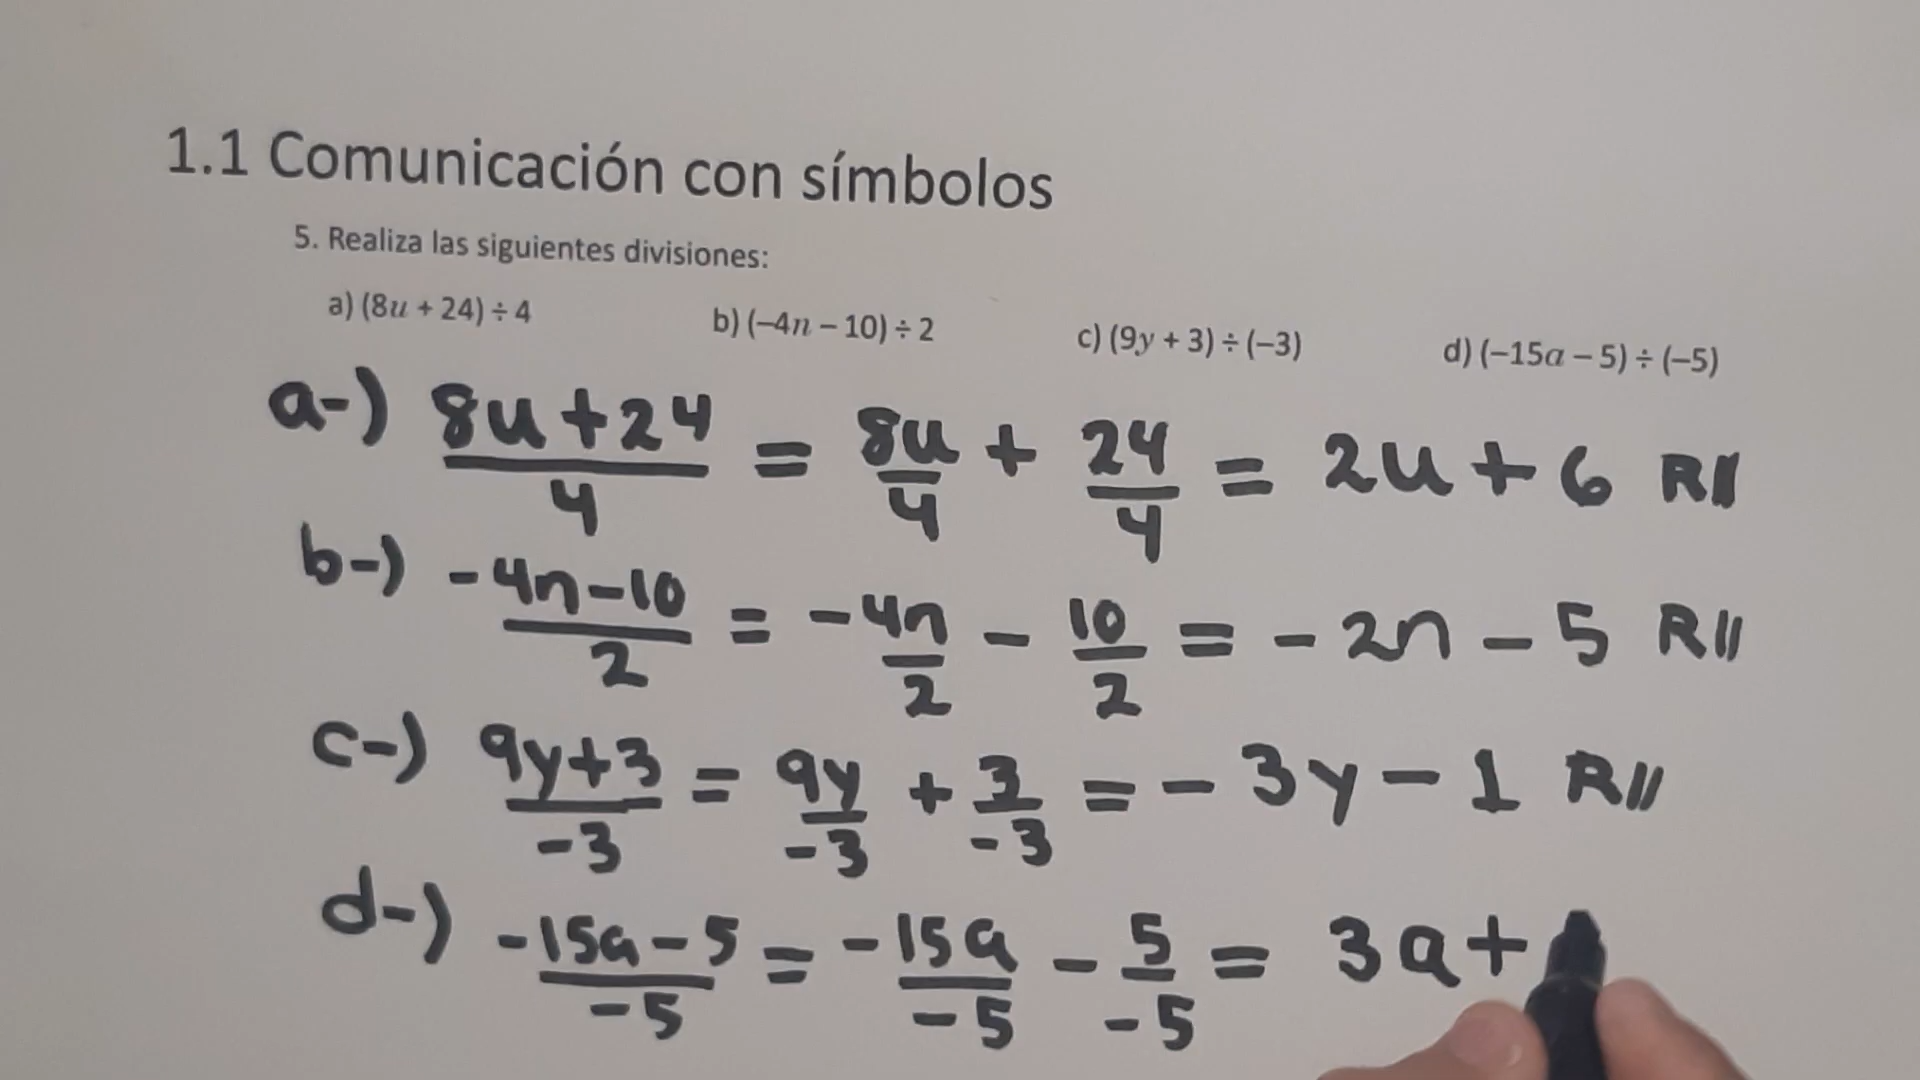 1.1 Comunicación con símbolos
5. Realiza las siguientes divisiones:
a) (8u + 24) ÷ 4 b) (–4n – 10) ÷ 2 c) (9y + 3) ÷ (–3) d) (–15a – 5) ÷ (–5)
a-) 8u+24/4 = 8u/4 + 24/4 = 2u + 6 R//
b-) -4n-10/2 = -4n/2 - 10/2 = -2n - 5 R//
c-) 9y+3/-3 = 9y/-3 + 3/-3 = -3y - 1 R//
d-) -15a-5/-5 = -15a/-5 - 5/-5 = 3a+